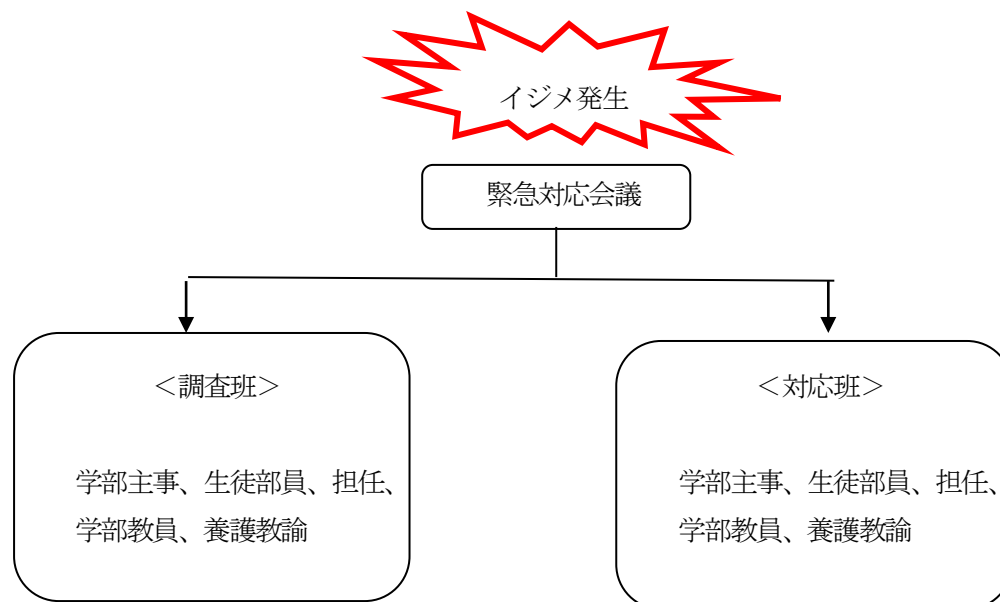 イジメ発生
緊急対応会議
＜調査班＞
学部主事、生徒部員、担任、
学部教員、養護教諭
＜対応班＞
学部主事、生徒部員、担任、
学部教員、養護教諭